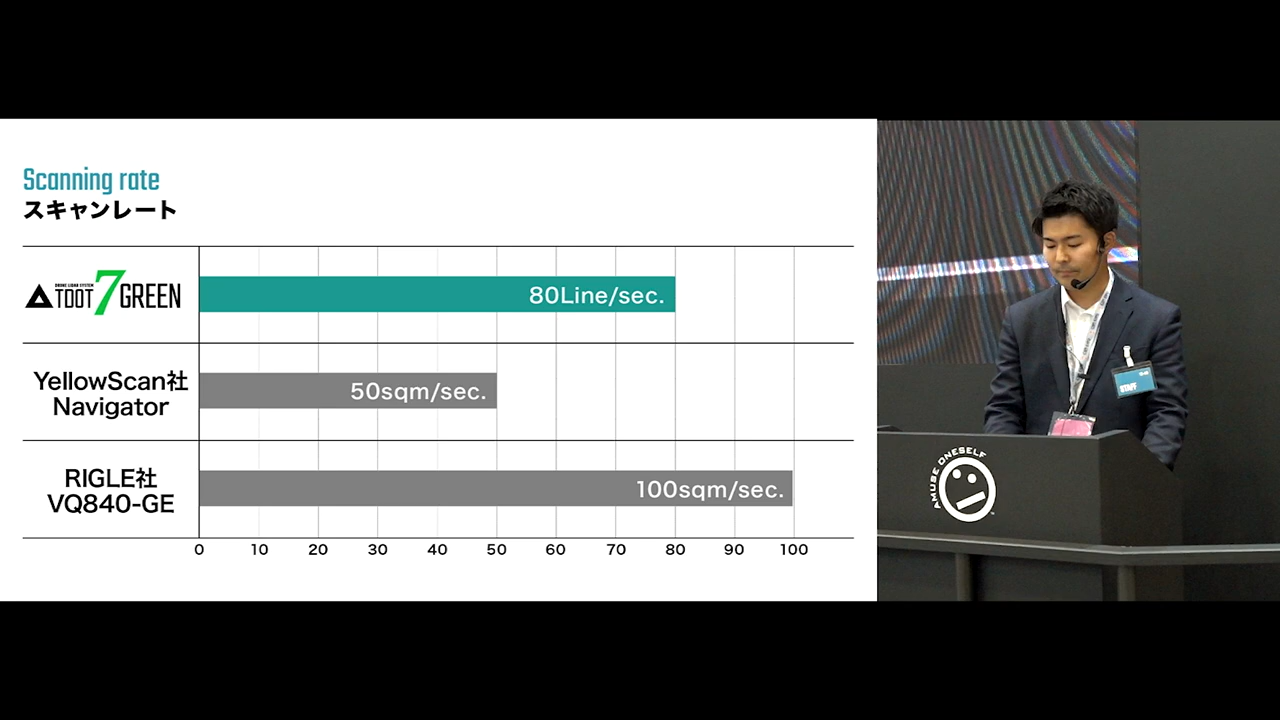 Scanning rate
スキャンレート
DRONE LIDAR SYSTEM
TDOT 7 GREEN
80Line/sec.
YellowScan社
Navigator
50sqm/sec.
RIGLE社
VQ840-GE
100sqm/sec.
0 10 20 30 40 50 60 70 80 90 100
STAFF
AMUSE ONESELF